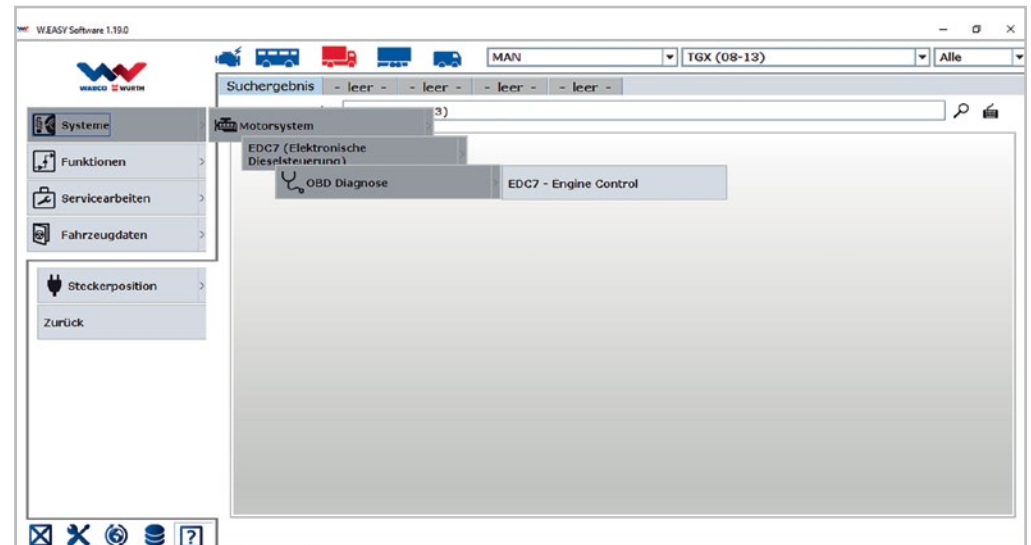 W.EASY Software 1.19.0
MAN
TGX (08-13)
Alle
WABCO WÜRTH
Suchergebnis - leer - - leer - - leer - - leer -
3)
Systeme
Motorsystem
EDC7 (Elektronische
Dieselsteuerung)
OBD Diagnose
EDC7 - Engine Control
Funktionen
Servicearbeiten
Fahrzeugdaten
Steckerposition
Zurück